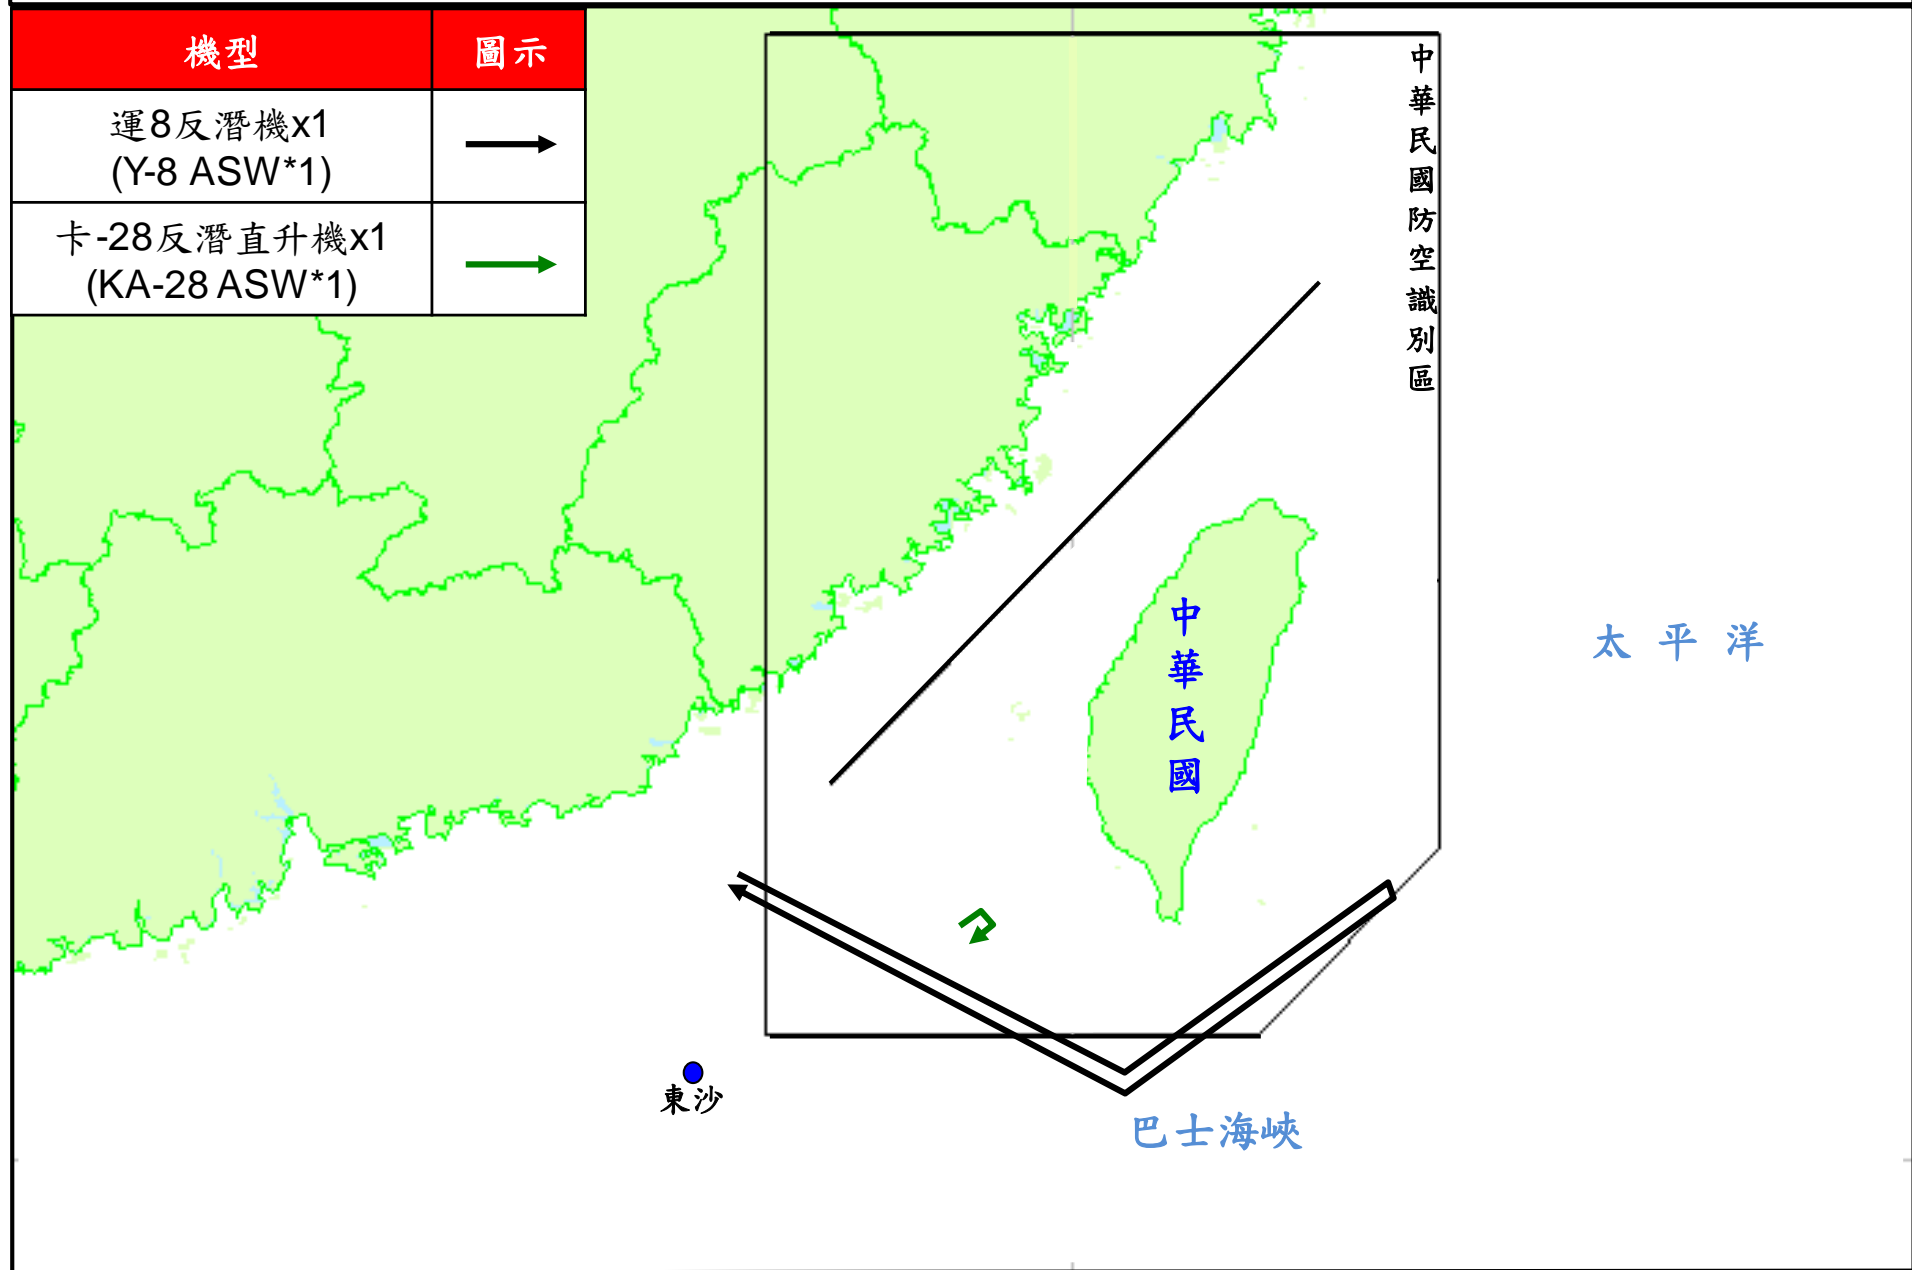 機型
圖示
運8反潛機x1
(Y-8 ASW*1)
卡-28反潛直升機x1
(KA-28 ASW*1)
中華民國防空識別區
中華民國
太平洋
東沙
巴士海峽